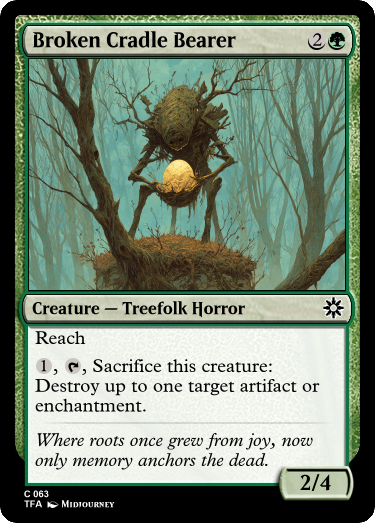 Broken Cradle Bearer 2
Creature — Treefolk Horror
Reach
1, Sacrifice this creature:
Destroy up to one target artifact or
enchantment.
Where roots once grew from joy, now
only memory anchors the dead.
2/4
C 063
TFA Midjourney